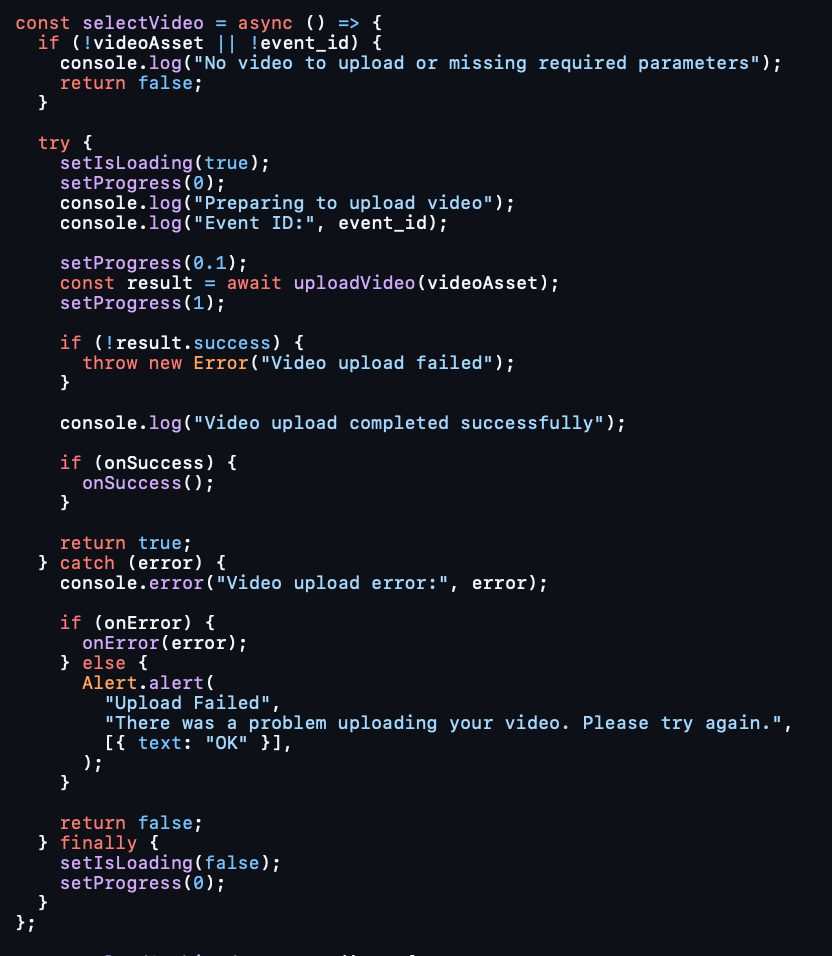 const selectVideo = async () => {
  if (!videoAsset || !event_id) {
    console.log("No video to upload or missing required parameters");
    return false;
  }

  try {
    setIsLoading(true);
    setProgress(0);
    console.log("Preparing to upload video");
    console.log("Event ID:", event_id);

    setProgress(0.1);
    const result = await uploadVideo(videoAsset);
    setProgress(1);

    if (!result.success) {
      throw new Error("Video upload failed");
    }

    console.log("Video upload completed successfully");

    if (onSuccess) {
      onSuccess();
    }

    return true;
  } catch (error) {
    console.error("Video upload error:", error);

    if (onError) {
      onError(error);
    } else {
      Alert.alert(
        "Upload Failed",
        "There was a problem uploading your video. Please try again.",
        [{ text: "OK" }],
      );
    }

    return false;
  } finally {
    setIsLoading(false);
    setProgress(0);
  }
};